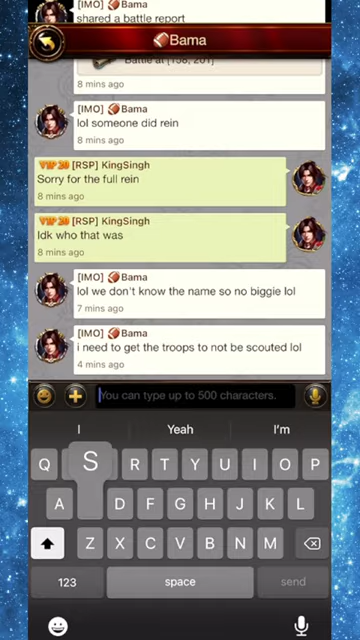 [IMO] 🏈Bama
shared a battle report
🏈Bama
Battle at [158, 201]
8 mins ago
[IMO] 🏈Bama
lol someone did rein
8 mins ago
VIP 20 [RSP] KingSingh
Sorry for the full rein
8 mins ago
VIP 20 [RSP] KingSingh
Idk who that was
8 mins ago
[IMO] 🏈Bama
lol we don't know the name so no biggie lol
7 mins ago
[IMO] 🏈Bama
i need to get the troops to not be scouted lol
4 mins ago
You can type up to 500 characters.
I Yeah I'm
Q S R T Y U I O P
A D F G H J K L
Z X C V B N M
123 space send